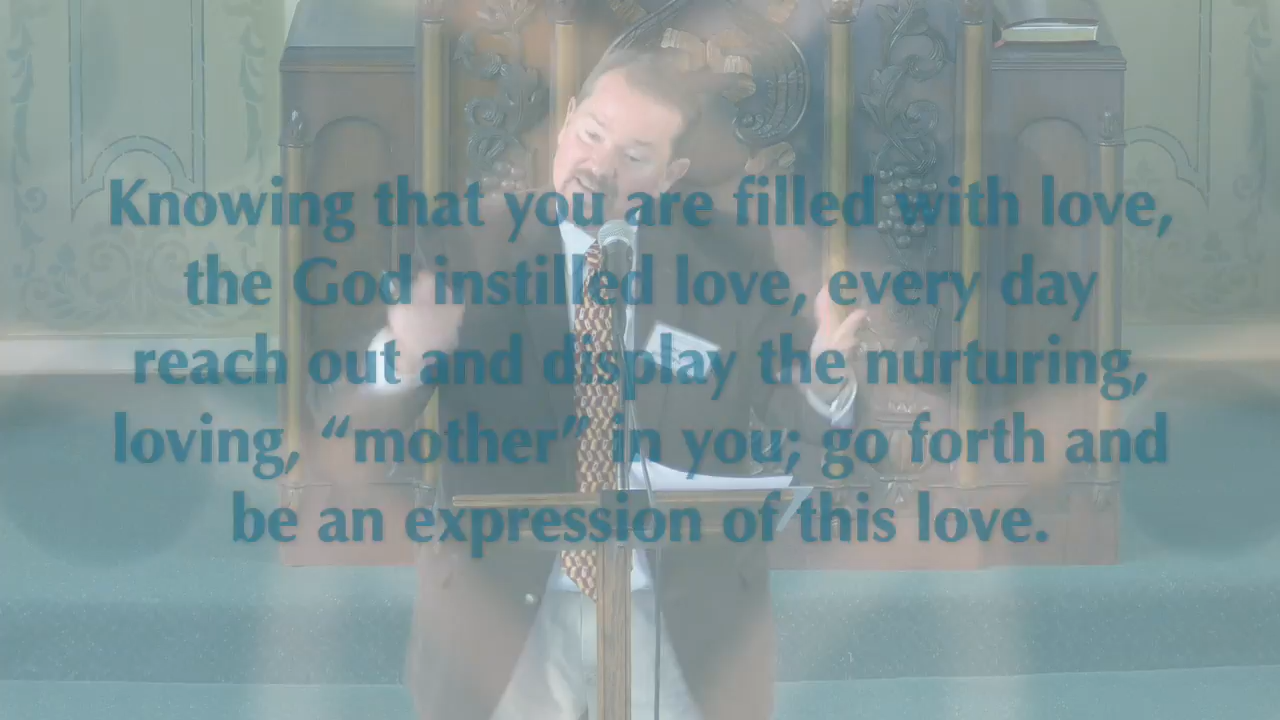 Knowing that you are filled with love,
the God instilled love, every day
reach out and display the nurturing,
loving, “mother” in you; go forth and
be an expression of this love.